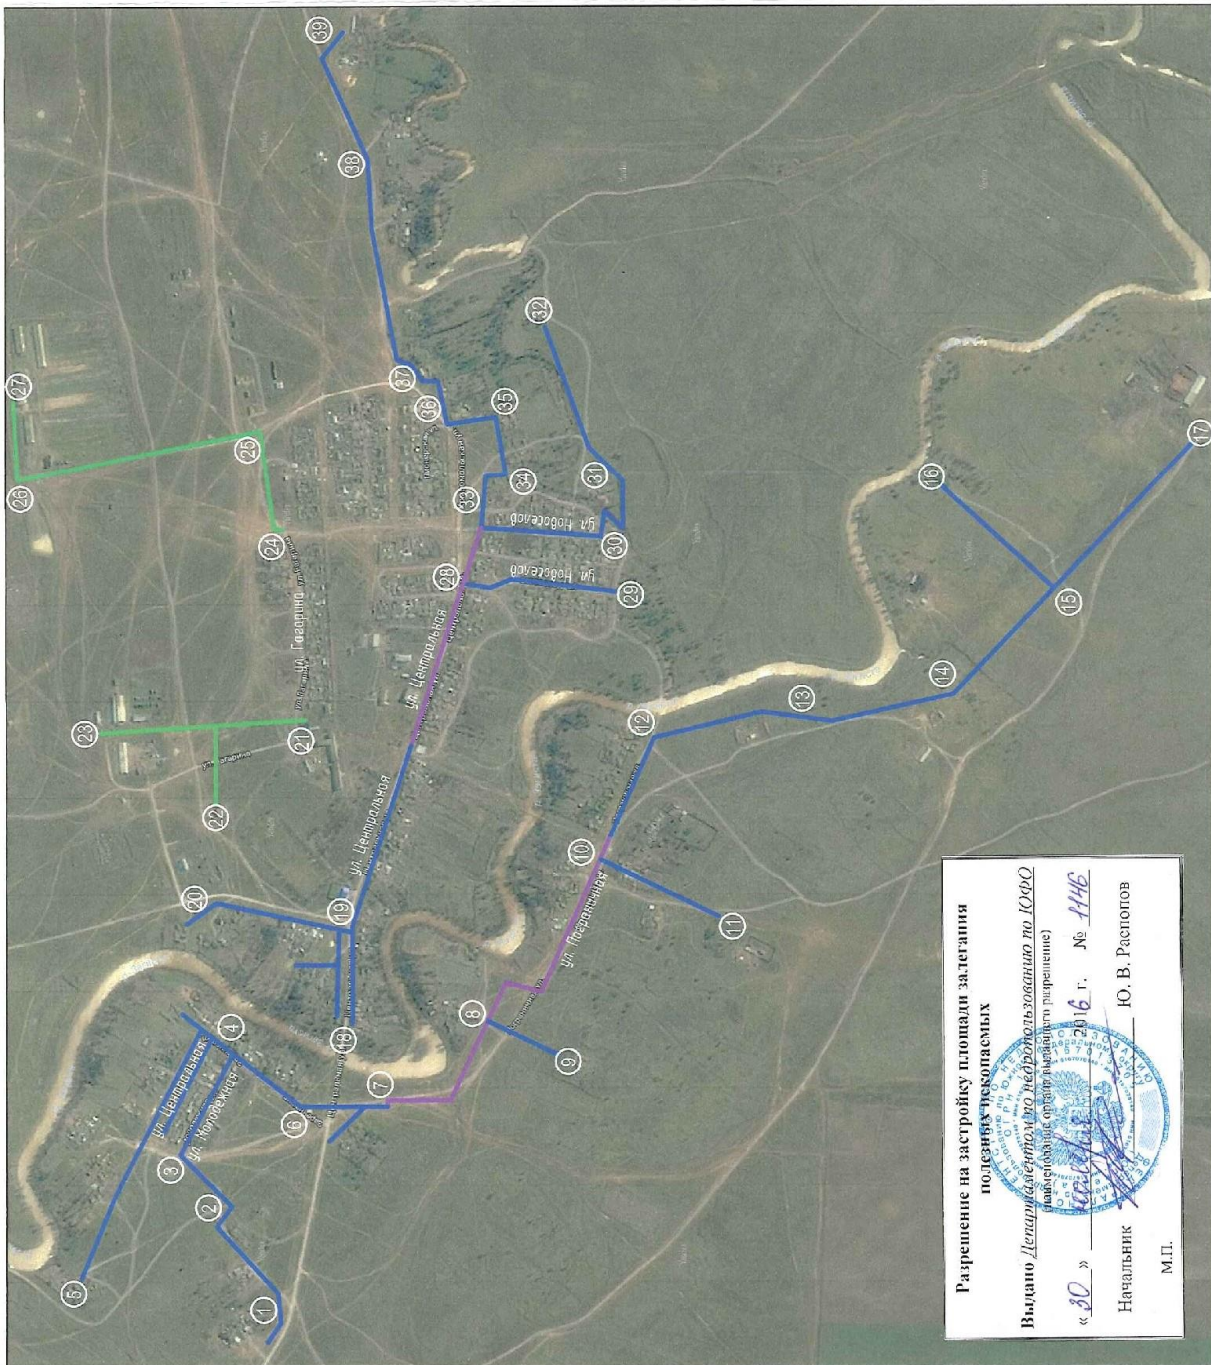 39
38
27
26
25
24
37
36
35
33
34
32
31
30
29
28
ул. Новоселов
ул. Новоселов
ул. Гагарина
ул. Центральная
ул. Центральная
23
22
21
20
19
18
17
16
15
14
13
12
10
11
ул. Пограничная
8
9
7
6
5
4
ул. Центральная
ул. Молодежная
3
2
1
Разрешение на застройку площади залегания
полезных ископаемых
Выдано Департаментом по недропользованию по ЮФО
(наименование органа выдавшего разрешение)
« 30 » ноября 2016 г. № 1146
Начальник Ю. В. Распопов
М.П.